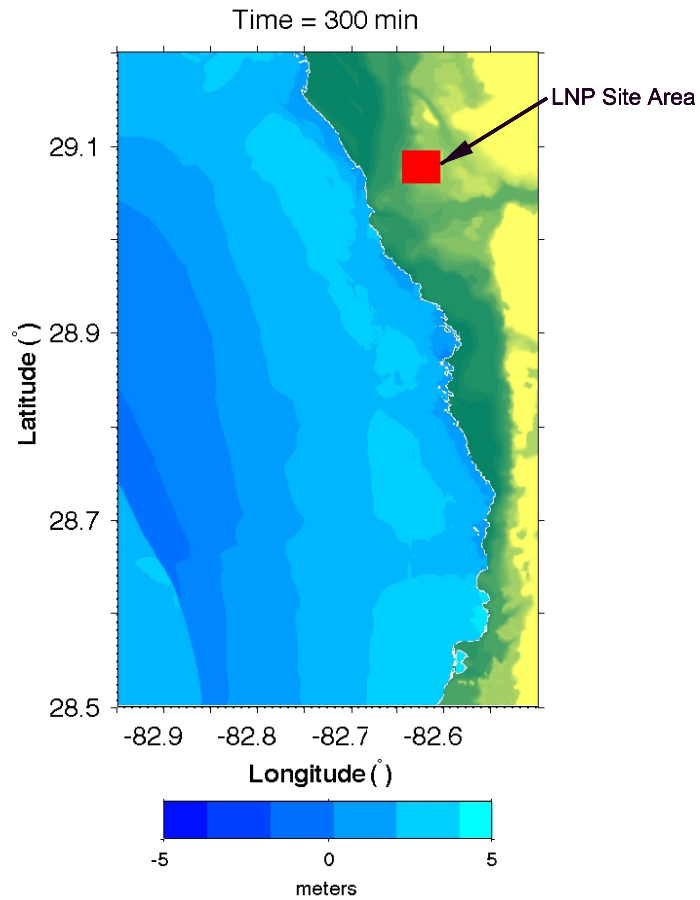 Time = 300 min
LNP Site Area
29.1
28.9
28.7
28.5
Latitude (°)
-82.9 -82.8 -82.7 -82.6
Longitude (°)
-5 0 5
meters